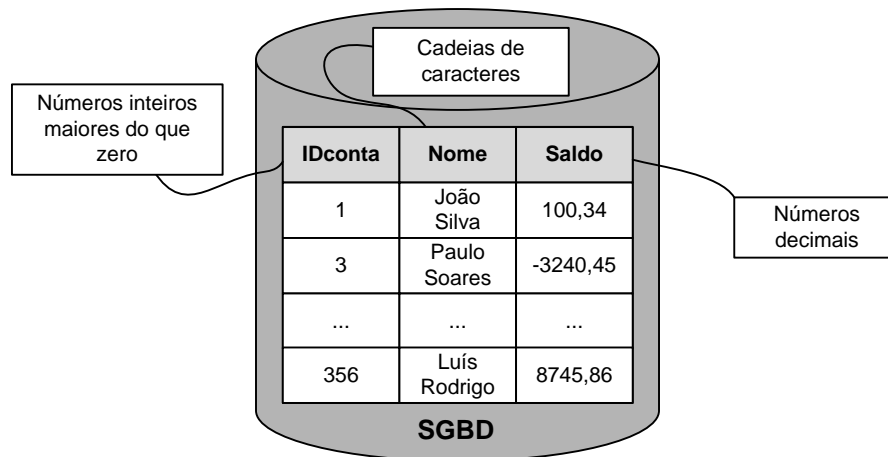 Cadeias de
caracteres
Números inteiros
maiores do que
zero
IDconta Nome Saldo
1 João Silva 100,34
3 Paulo Soares -3240,45
... ... ...
356 Luís Rodrigo 8745,86
Números
decimais
SGBD